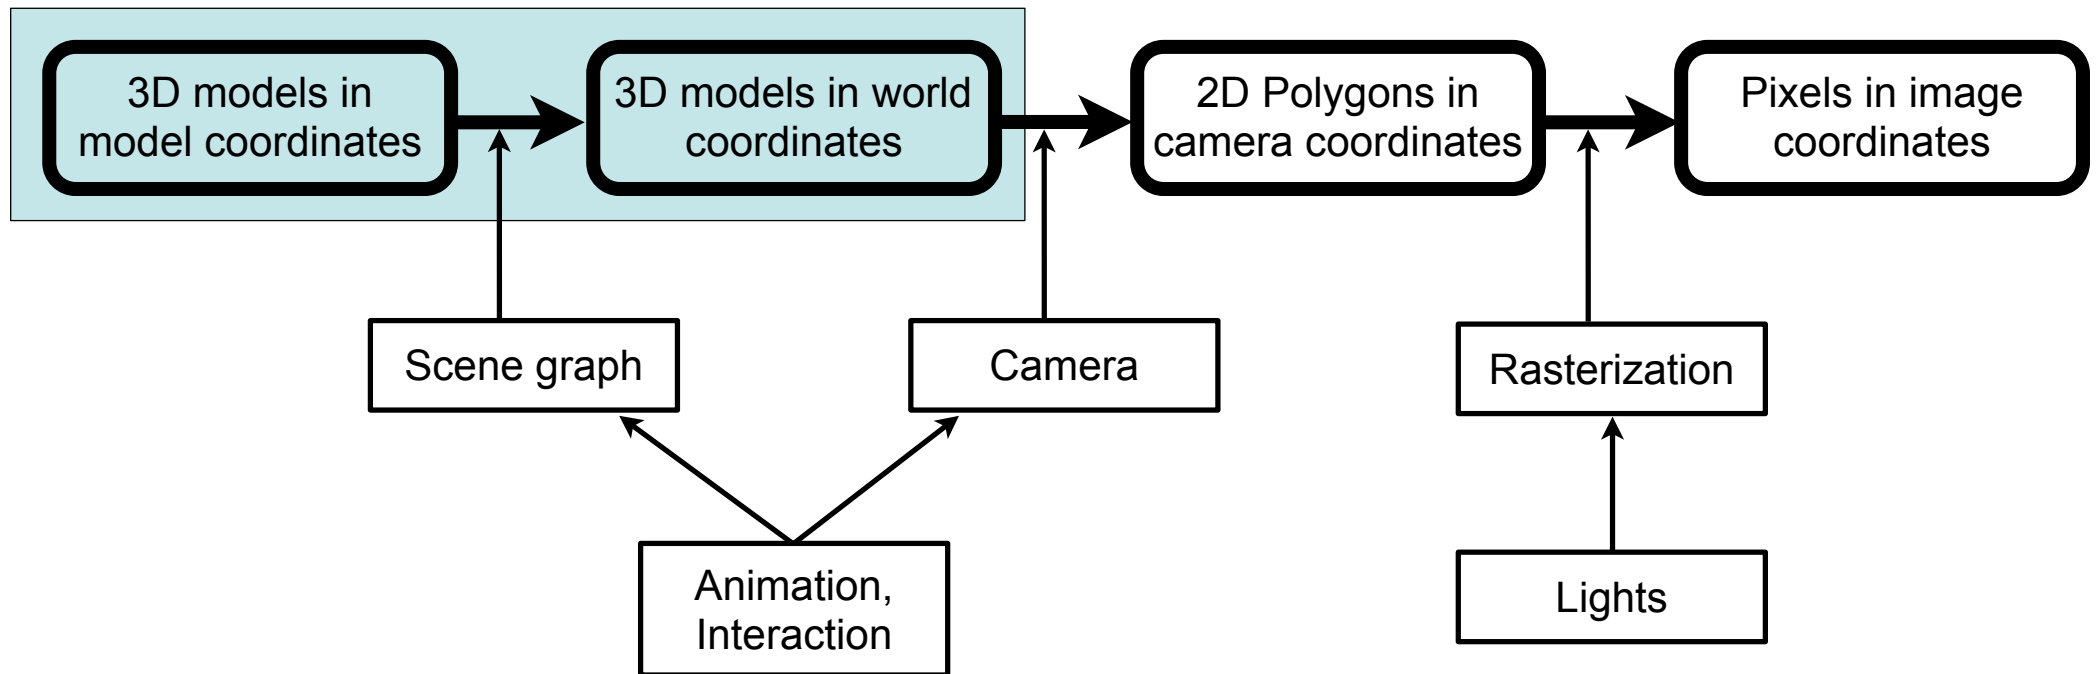 3D models in
model coordinates
3D models in world
coordinates
2D Polygons in
camera coordinates
Pixels in image
coordinates
Scene graph
Camera
Rasterization
Animation,
Interaction
Lights